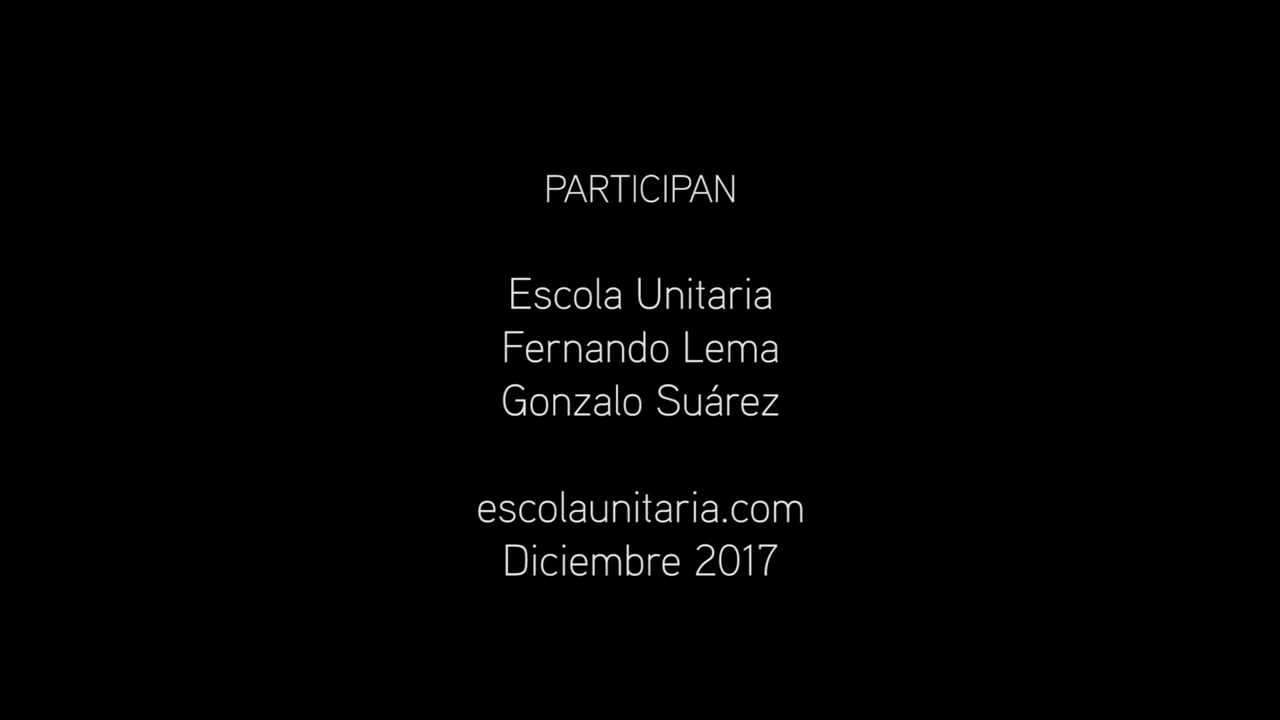 PARTICIPAN
Escola Unitaria
Fernando Lema
Gonzalo Suárez
escolaunitaria.com
Diciembre 2017